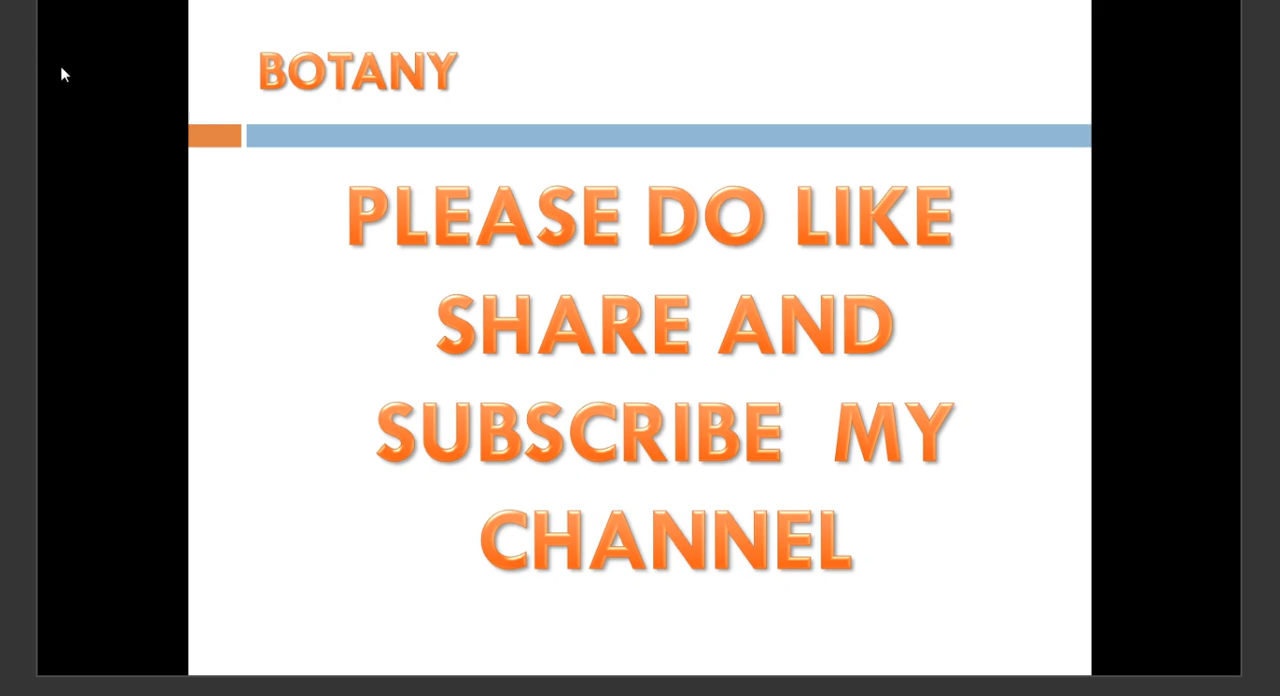 BOTANY
PLEASE DO LIKE
SHARE AND
SUBSCRIBE  MY
CHANNEL